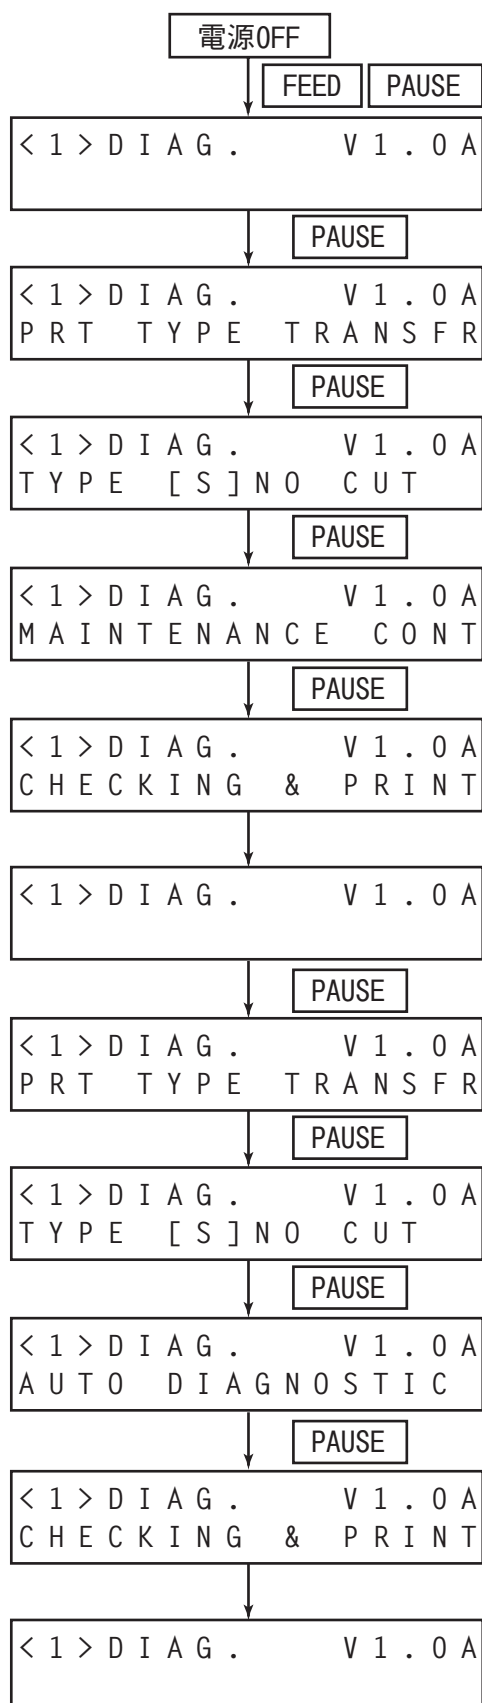 電源OFF
FEED PAUSE
<1>DIAG. V1.0A
PAUSE
<1>DIAG. V1.0A
PRT TYPE TRANSFR
PAUSE
<1>DIAG. V1.0A
TYPE [S]NO CUT
PAUSE
<1>DIAG. V1.0A
MAINTENANCE CONT
PAUSE
<1>DIAG. V1.0A
CHECKING & PRINT
<1>DIAG. V1.0A
PAUSE
<1>DIAG. V1.0A
PRT TYPE TRANSFR
PAUSE
<1>DIAG. V1.0A
TYPE [S]NO CUT
PAUSE
<1>DIAG. V1.0A
AUTO DIAGNOSTIC
PAUSE
<1>DIAG. V1.0A
CHECKING & PRINT
<1>DIAG. V1.0A